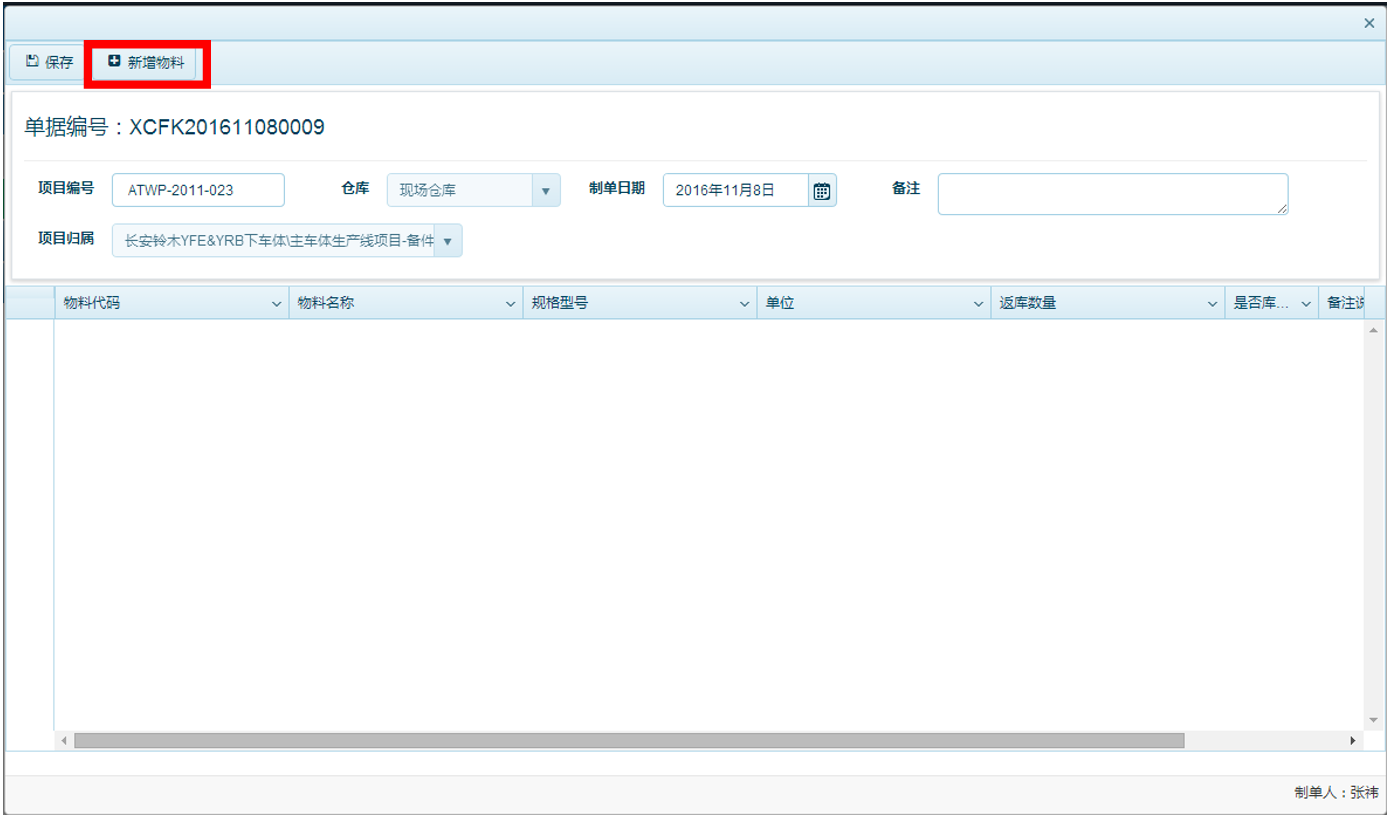 保存 新增物料
单据编号：XCFK201611080009
项目编号 ATWP-2011-023 仓库 现场仓库 制单日期 2016年11月8日 备注
项目归属 长安铃木YFE&YRB下车体\主车体生产线项目-备件
物料代码 物料名称 规格型号 单位 返库数量 是否库... 备注说
制单人：张祎